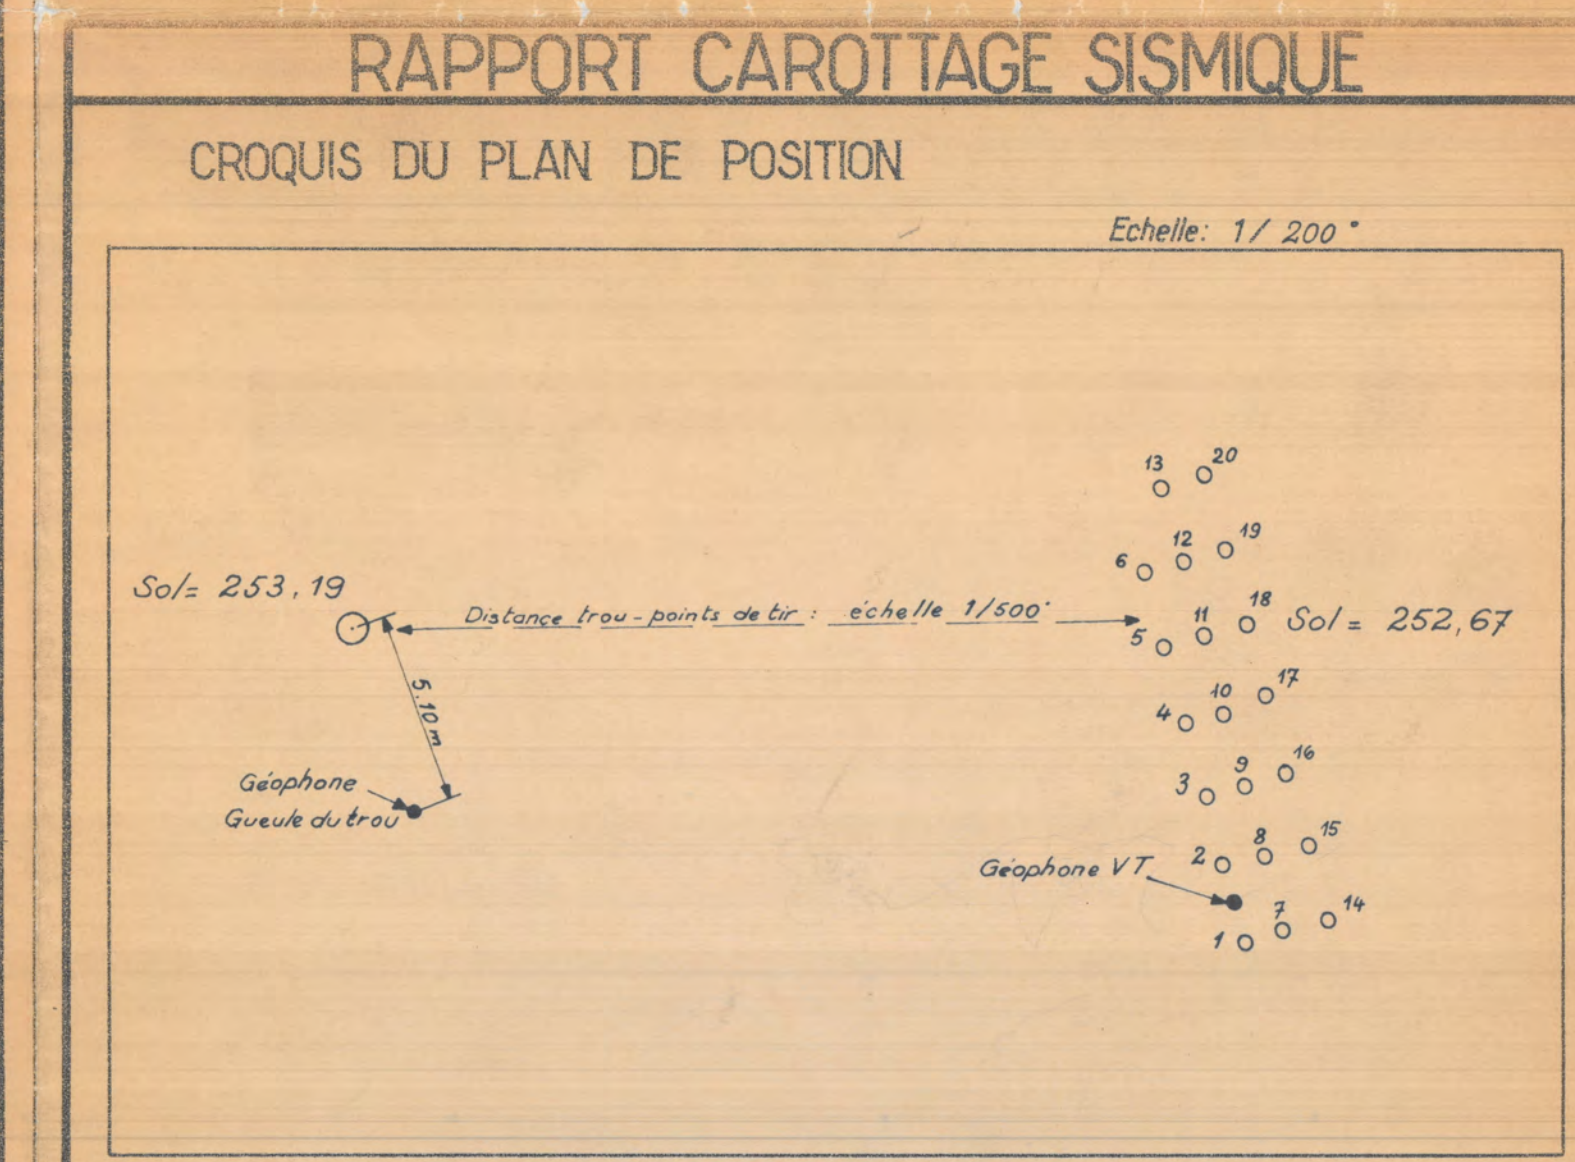 RAPPORT CAROTTAGE SISMIQUE
CROQUIS DU PLAN DE POSITION
Echelle: 1/ 200°
13 20
6 12 19
Sol= 253,19
Distance trou-points de tir : échelle 1/500°
5 11 18 Sol = 252,67
5.10 m
4 10 17
Géophone
Gueule du trou
3 9 16
2 8 15
Géophone VT
1 7 14